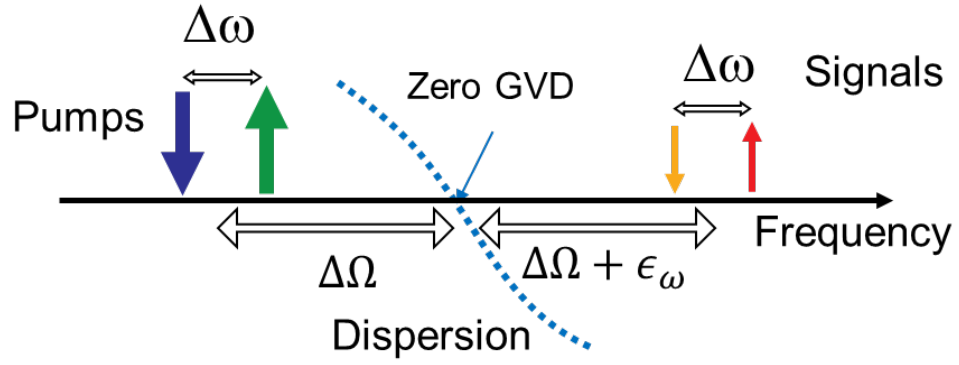 Δω
Pumps
Zero GVD
Δω
Signals
ΔΩ
ΔΩ + ϵ_ω
Frequency
Dispersion